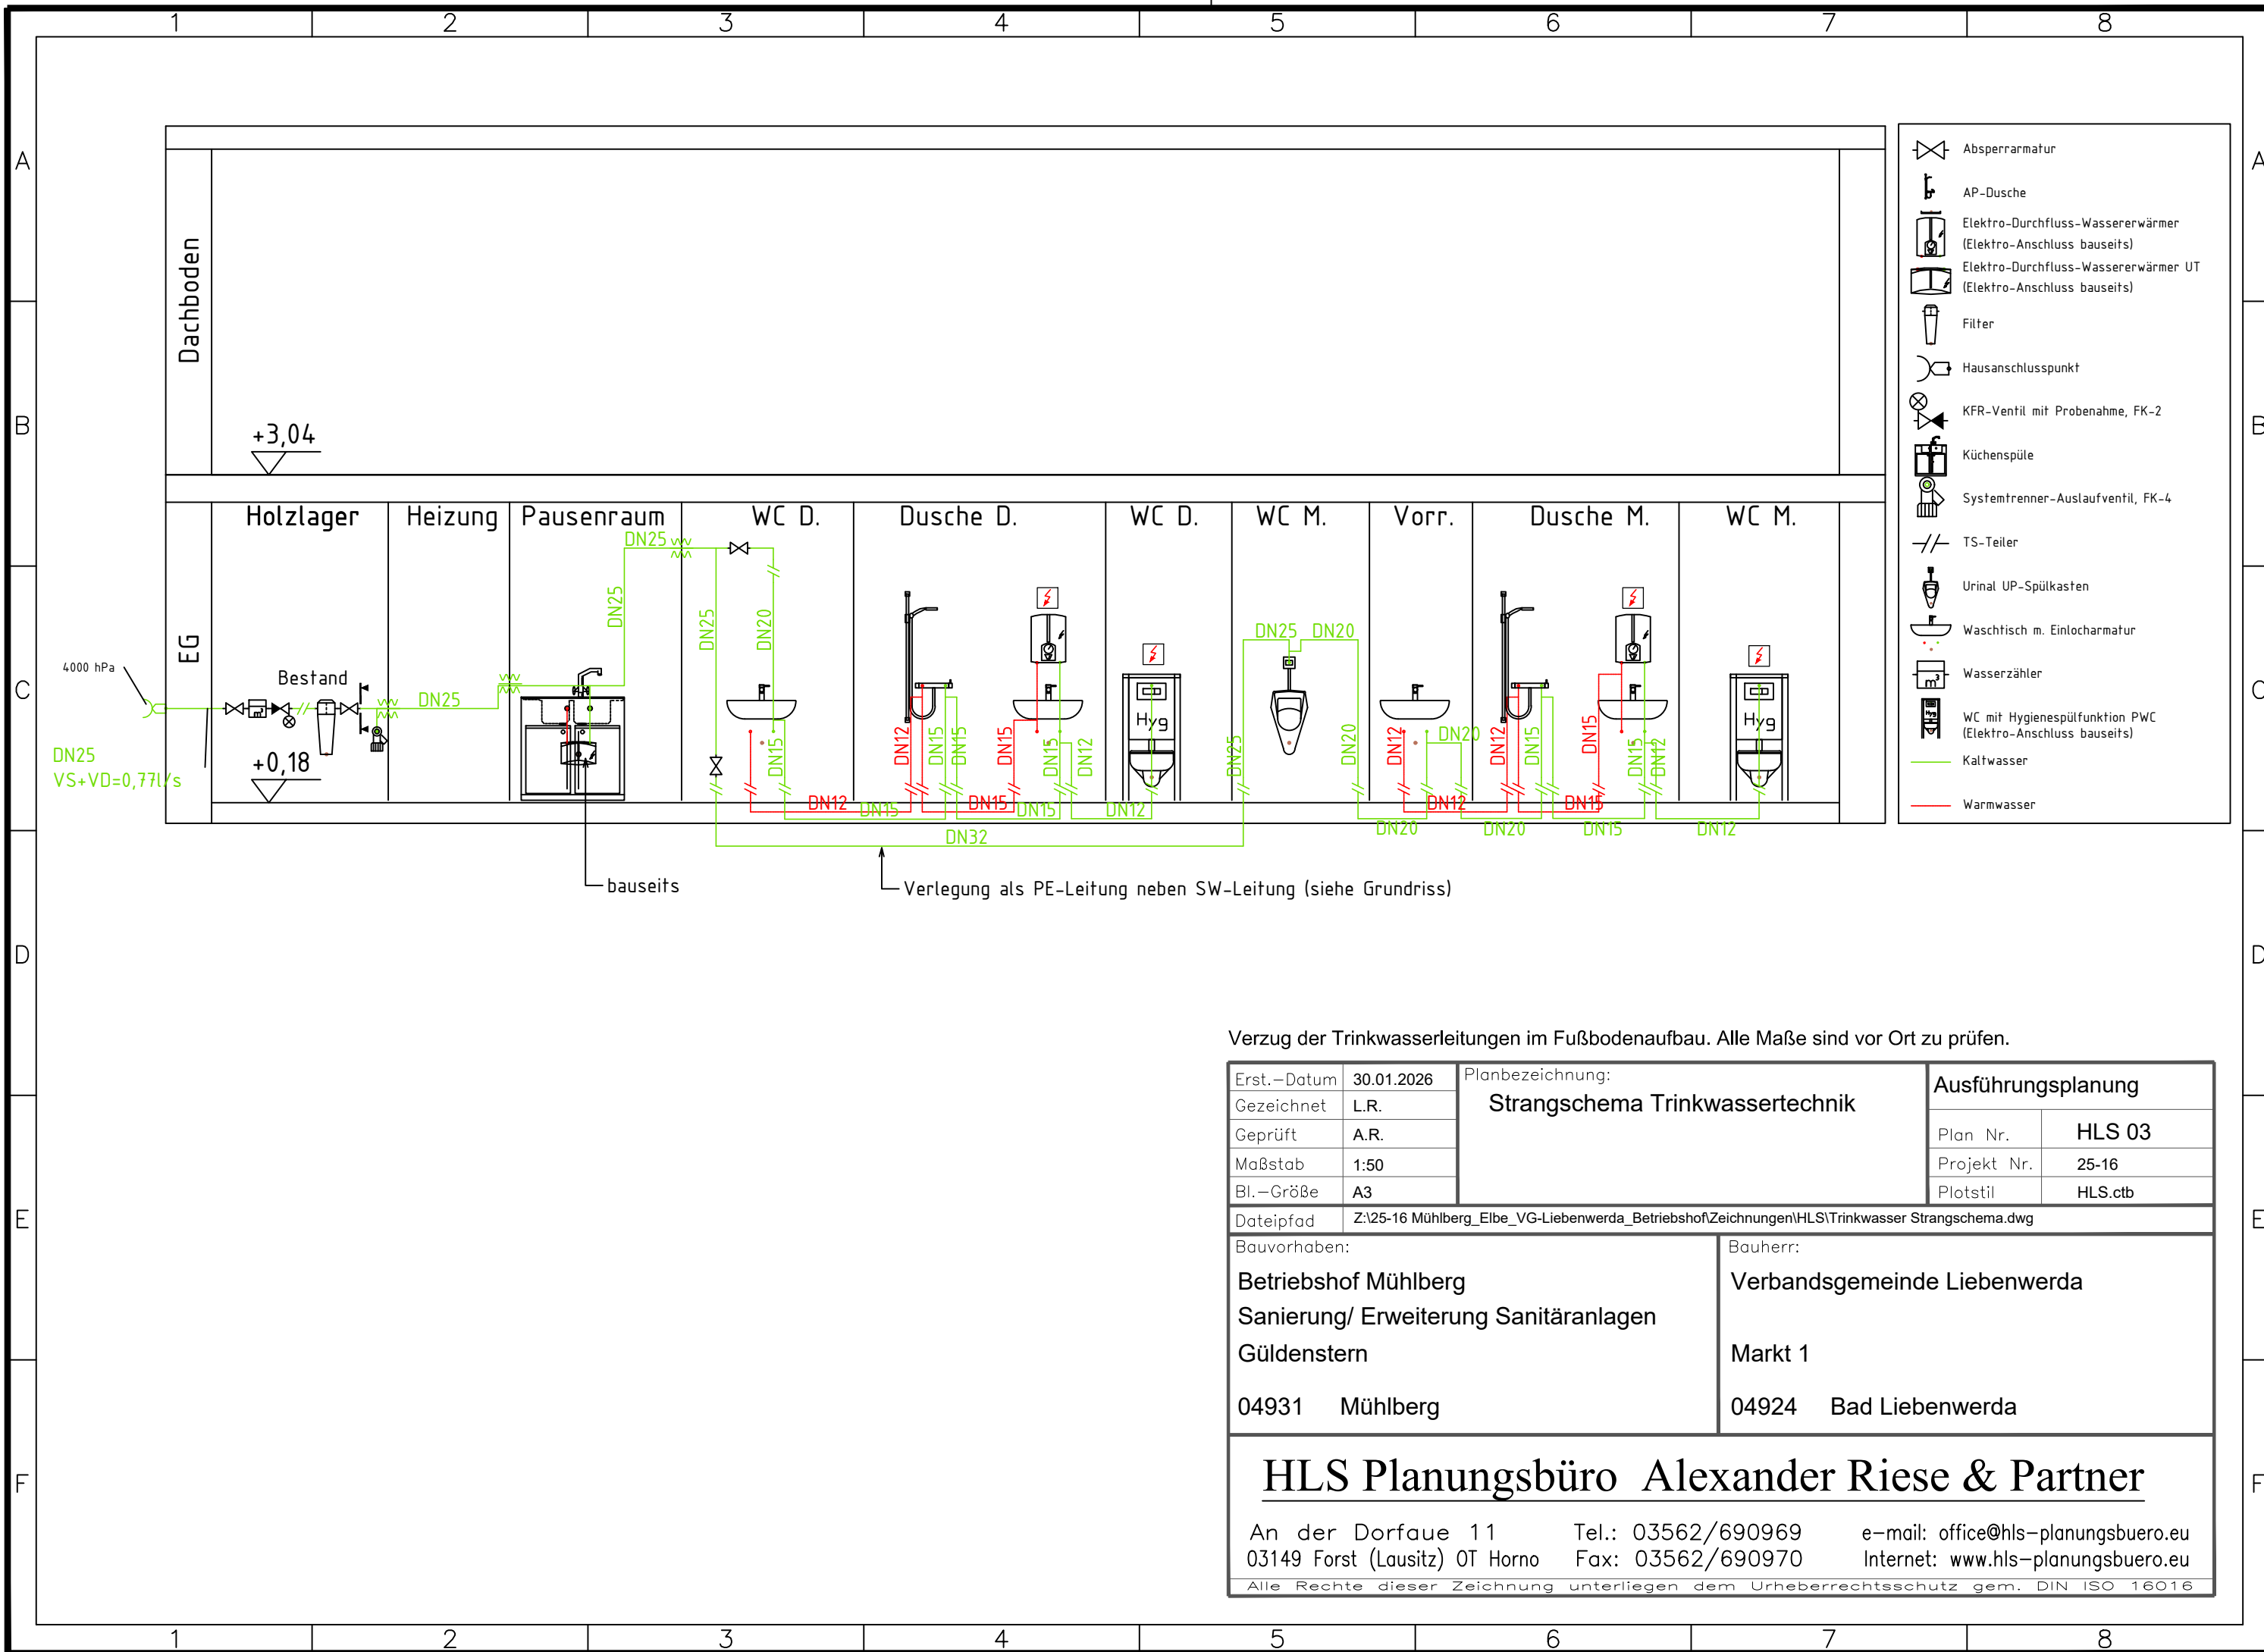 1 2 3 4 5 6 7 8
A A
B B
C C
D D
E E
F F
Dachboden
+3,04
EG
Holzlager
Heizung
Pausenraum
WC D.
Dusche D.
WC D.
WC M.
Vorr.
Dusche M.
WC M.
4000 hPa
Bestand
m³
+0,18
DN25
VS+VD=0,77l/s
DN25
DN25
DN25
DN25
DN20
DN15
DN12
DN15
DN12
DN15
DN15
DN15
DN15
DN15
DN15
DN12
DN12
Hyg
DN32
DN25
DN25
DN20
DN20
DN20
DN12
DN12
DN20
DN12
DN20
DN15
DN15
DN15
DN15
DN15
DN12
DN12
Hyg
bauseits
Verlegung als PE-Leitung neben SW-Leitung (siehe Grundriss)
Absperrarmatur
AP-Dusche
Elektro-Durchfluss-Wassererwärmer
(Elektro-Anschluss bauseits)
Elektro-Durchfluss-Wassererwärmer UT
(Elektro-Anschluss bauseits)
Filter
Hausanschlusspunkt
KFR-Ventil mit Probenahme, FK-2
Küchenspüle
Systemtrenner-Auslaufventil, FK-4
TS-Teiler
Urinal UP-Spülkasten
Waschtisch m. Einlocharmatur
m³ Wasserzähler
Hyg WC mit Hygienespülfunktion PWC
(Elektro-Anschluss bauseits)
Kaltwasser
Warmwasser
Verzug der Trinkwasserleitungen im Fußbodenaufbau. Alle Maße sind vor Ort zu prüfen.
Erst.-Datum 30.01.2026
Gezeichnet L.R.
Geprüft A.R.
Maßstab 1:50
Bl.-Größe A3
Planbezeichnung:
Strangschema Trinkwassertechnik
Ausführungsplanung
Plan Nr. HLS 03
Projekt Nr. 25-16
Plotstil HLS.ctb
Dateipfad Z:\25-16 Mühlberg_Elbe_VG-Liebenwerda_Betriebshof\Zeichnungen\HLS\Trinkwasser Strangschema.dwg
Bauvorhaben:
Betriebshof Mühlberg
Sanierung/ Erweiterung Sanitäranlagen
Güldenstern
04931 Mühlberg
Bauherr:
Verbandsgemeinde Liebenwerda
Markt 1
04924 Bad Liebenwerda
HLS Planungsbüro Alexander Riese & Partner
An der Dorfaue 11 Tel.: 03562/690969 e-mail: office@hls-planungsbuero.eu
03149 Forst (Lausitz) OT Horno Fax: 03562/690970 Internet: www.hls-planungsbuero.eu
Alle Rechte dieser Zeichnung unterliegen dem Urheberrechtsschutz gem. DIN ISO 16016
1 2 3 4 5 6 7 8